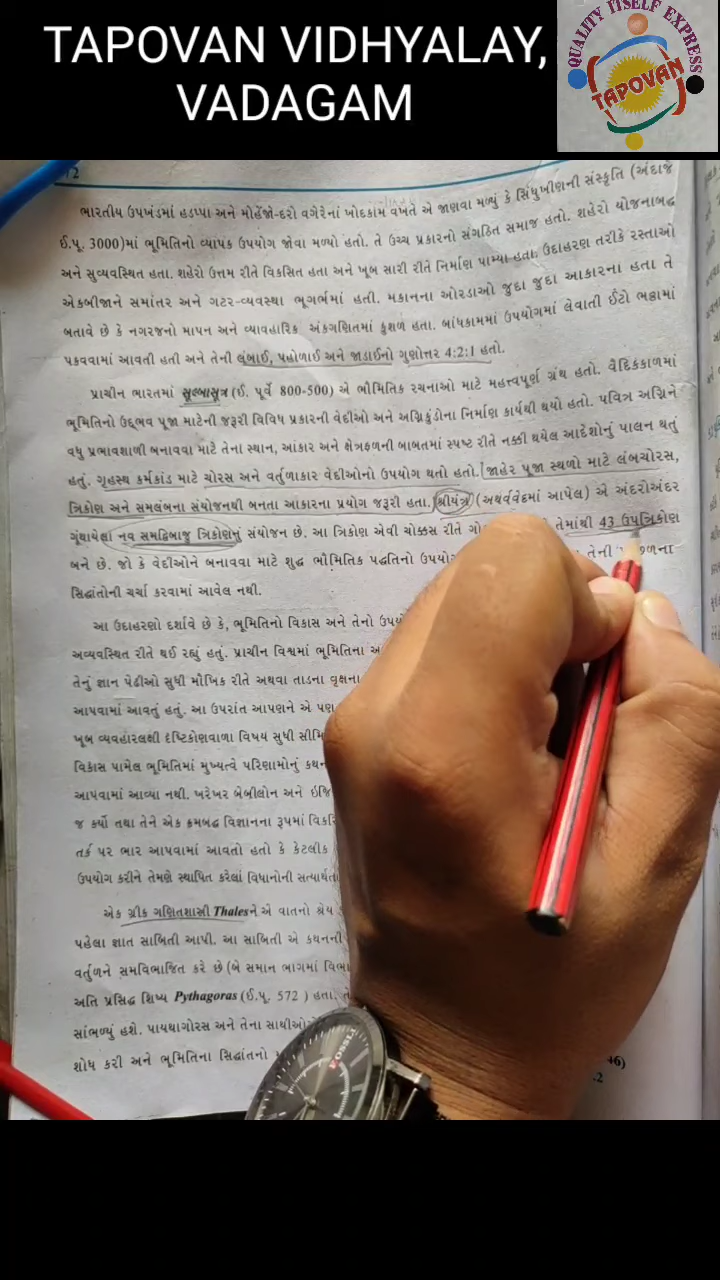 TAPOVAN VIDHYALAY,
VADAGAM
QUALITY ITSELF EXPRESS
TAPOVAN
ભારતીય ઉપખંડમાં હડપ્પા અને મોહેંજો-દરો વગેરેનાં ખોદકામ વખતે એ જાણવા મળ્યું કે સિંધુખીણની સંસ્કૃતિ (અંદાજે
ઈ.પૂ. 3000)માં ભૂમિતિનો વ્યાપક ઉપયોગ જોવા મળ્યો હતો. તે ઉચ્ચ પ્રકારનો સંગઠિત સમાજ હતો. શહેરો યોજનાબદ્ધ
અને સુવ્યવસ્થિત હતા. શહેરો ઉત્તમ રીતે વિકસિત હતા અને ખૂબ સારી રીતે નિર્માણ પામ્યા હતા. ઉદાહરણ તરીકે રસ્તાઓ
એકબીજાને સમાંતર અને ગટર-વ્યવસ્થા ભૂગર્ભમાં હતી. મકાનના ઓરડાઓ જુદા જુદા આકારના હતા તે
બતાવે છે કે નગરજનો માપન અને વ્યાવહારિક અંકગણિતમાં કુશળ હતા. બાંધકામમાં ઉપયોગમાં લેવાતી ઈંટો ભઠ્ઠામાં
પકવવામાં આવતી હતી અને તેની લંબાઈ, પહોળાઈ અને જાડાઈનો ગુણોત્તર 4:2:1 હતો.
પ્રાચીન ભારતમાં સૂલ્બાસૂત્ર (ઈ. પૂર્વે 800-500) એ ભૌમિતિક રચનાઓ માટે મહત્ત્વપૂર્ણ ગ્રંથ હતો. વૈદિકકાળમાં
ભૂમિતિનો ઉદ્ભવ પૂજા માટેની જરૂરી વિવિધ પ્રકારની વેદીઓ અને અગ્નિકુંડોના નિર્માણ કાર્યથી થયો હતો. પવિત્ર અગ્નિને
વધુ પ્રભાવશાળી બનાવવા માટે તેના સ્થાન, આકાર અને ક્ષેત્રફળની બાબતમાં સ્પષ્ટ રીતે નક્કી થયેલ આદેશોનું પાલન થતું
હતું. ગૃહસ્થ કર્મકાંડ માટે ચોરસ અને વર્તુળાકાર વેદીઓનો ઉપયોગ થતો હતો. જાહેર પૂજા સ્થળો માટે લંબચોરસ,
ત્રિકોણ અને સમલંબના સંયોજનથી બનતા આકારના પ્રયોગ જરૂરી હતા. શ્રીયંત્ર (અથર્વવેદમાં આપેલ) એ અંદરોઅંદર
ગૂંથાયેલા નવ સમદ્વિબાજુ ત્રિકોણનું સંયોજન છે. આ ત્રિકોણ એવી ચોક્કસ રીતે તેમાંથી 43 ઉપત્રિકોણ
બને છે. જો કે વેદીઓને બનાવવા માટે શુદ્ધ ભૌમિતિક પદ્ધતિનો તેની
સિદ્ધાંતોની ચર્ચા કરવામાં આવેલ નથી.
આ ઉદાહરણો દર્શાવે છે કે, ભૂમિતિનો વિકાસ અને તેનો
અવ્યવસ્થિત રીતે થઈ રહ્યું હતું. પ્રાચીન વિશ્વમાં ભૂમિતિના
તેનું જ્ઞાન પેઢીઓ સુધી મૌખિક રીતે અથવા તાડના વૃક્ષના
આપવામાં આવતું હતું. આ ઉપરાંત આપણને એ પણ
ખૂબ વ્યવહારલક્ષી દૃષ્ટિકોણવાળા વિષય સુધી
વિકાસ પામેલ ભૂમિતિમાં મુખ્યત્વે પરિણામોનું
આપવામાં આવ્યા નથી. ખરેખર બેબીલોન અને
જ કર્યો તથા તેને એક ક્રમબદ્ધ વિજ્ઞાનના રૂપમાં
તર્ક પર ભાર આપવામાં આવતો હતો કે કેટલીક
ઉપયોગ કરીને તેમણે સ્થાપિત કરેલાં વિધાનોની
એક ગ્રીક ગણિતશાસ્ત્રી Thalesને એ વાતનો શ્રેય
પહેલા જ્ઞાત સાબિતી આપી. આ સાબિતી એ કથનની
વર્તુળને સમવિભાજિત કરે છે (બે સમાન ભાગમાં
અતિ પ્રસિદ્ધ શિષ્ય Pythagoras (ઈ.પૂ. 572) હતા.
સાંભળ્યું હશે. પાયથાગોરસ અને તેના
શોધ કરી અને ભૂમિતિના સિદ્ધાંતનો
FOSSIL